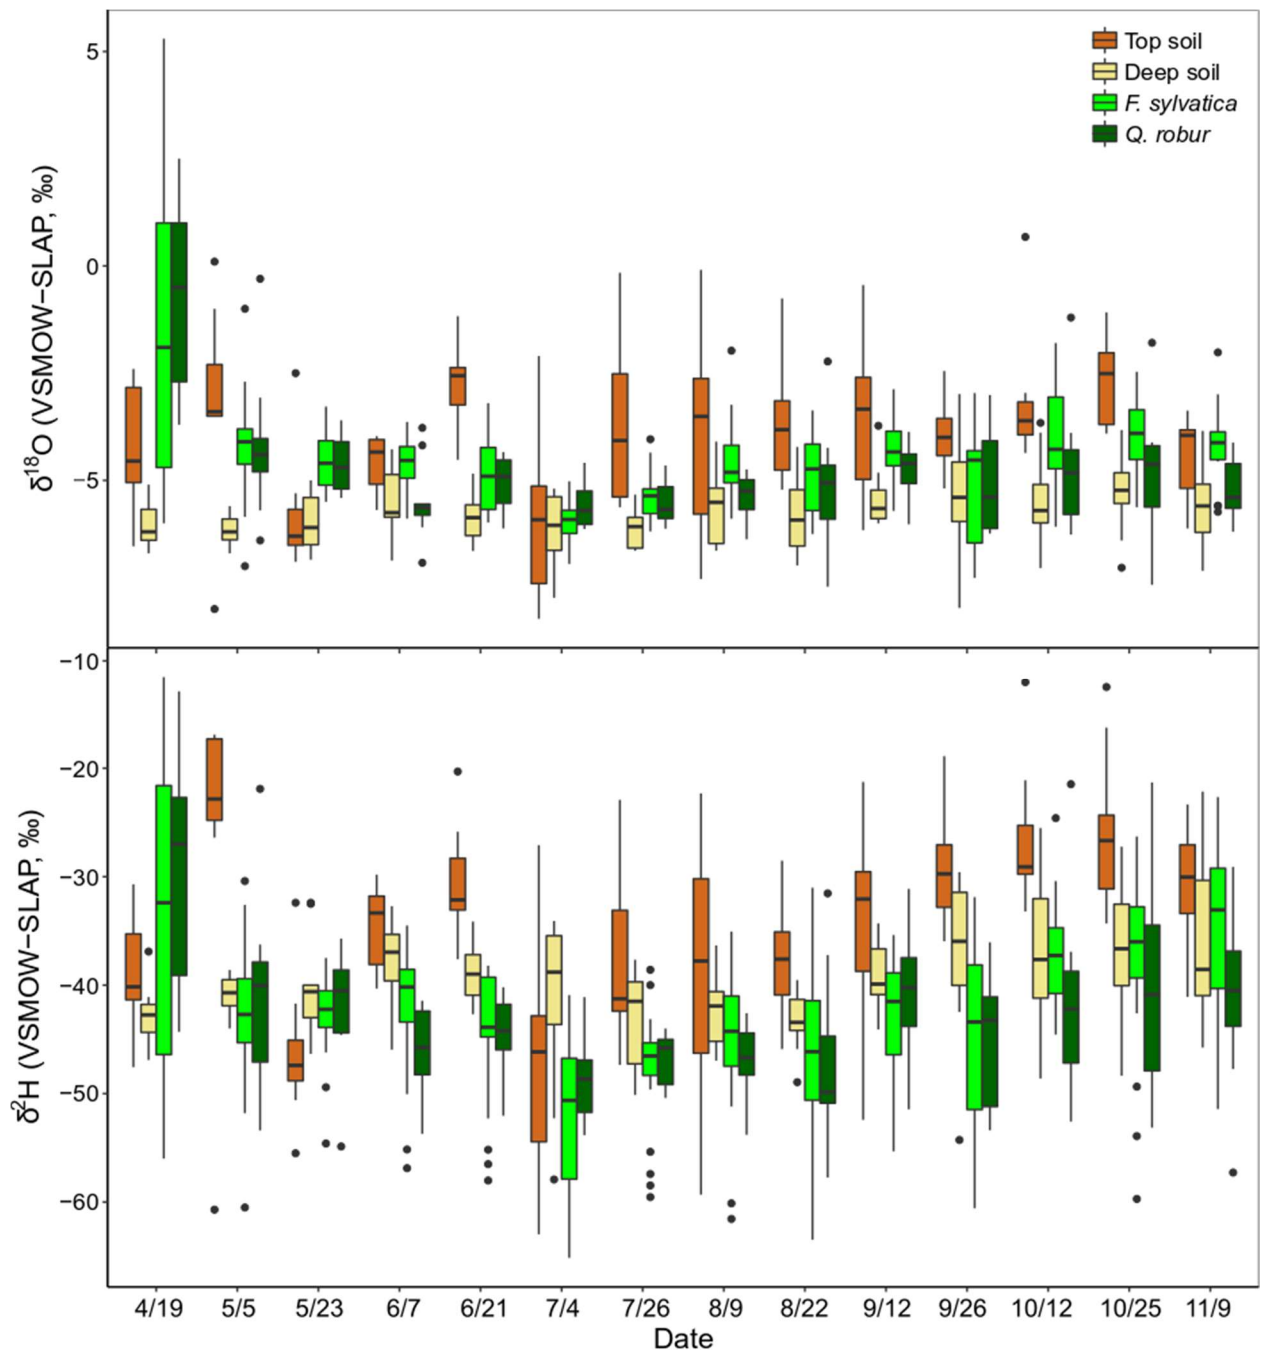 Top soil
Deep soil
F. sylvatica
Q. robur
δ¹⁸O (VSMOW−SLAP, ‰)
5
0
−5
δ²H (VSMOW−SLAP, ‰)
−10
−20
−30
−40
−50
−60
4/19 5/5 5/23 6/7 6/21 7/4 7/26 8/9 8/22 9/12 9/26 10/12 10/25 11/9
Date